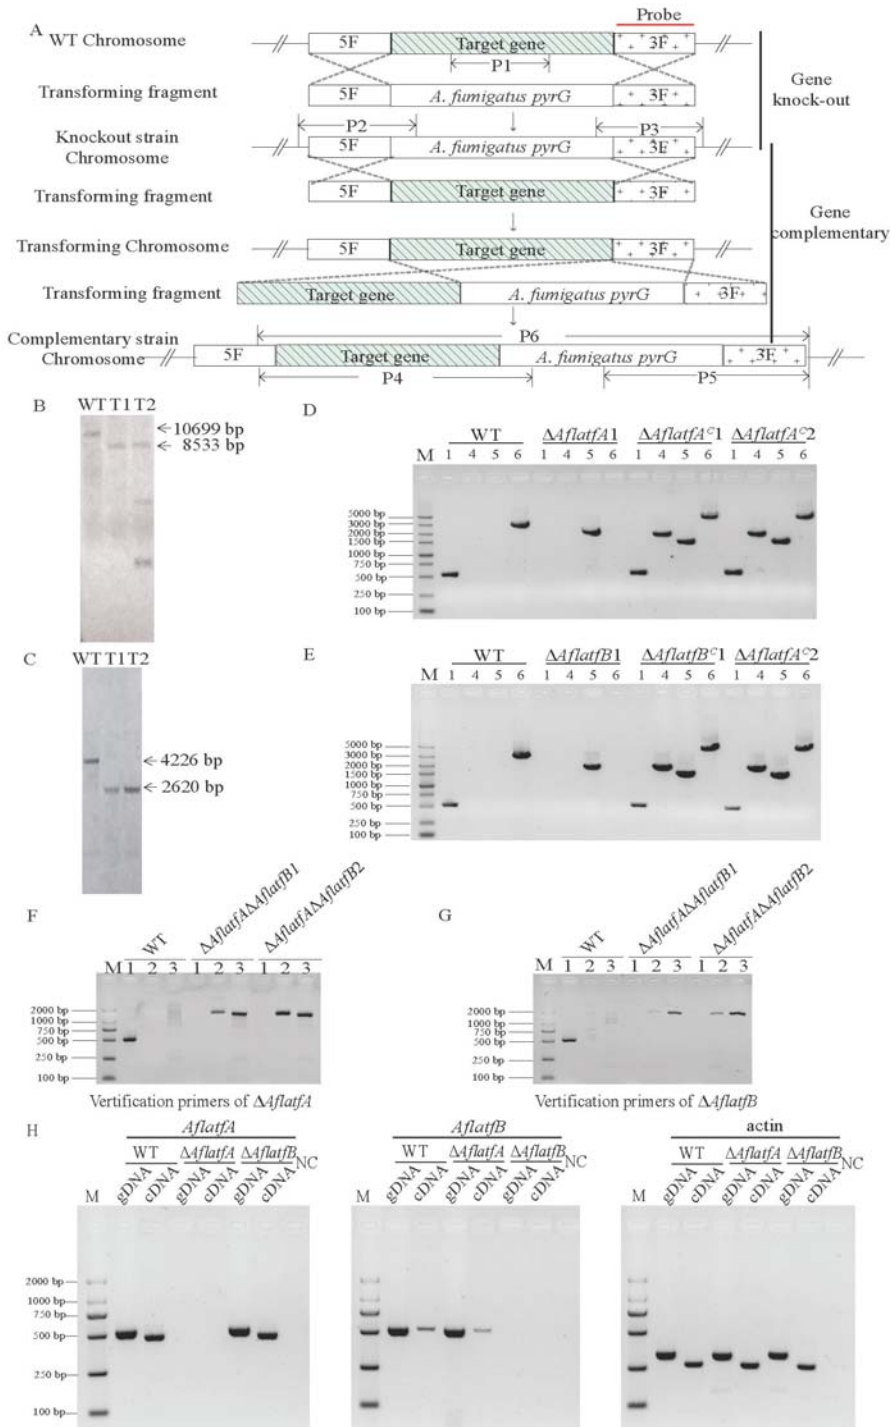 A
Probe
WT Chromosome
5F Target gene 3F
P1
Transforming fragment
5F A. fumigatus pyrG 3F
Gene
knock-out
P2 P3
Knockout strain
Chromosome
5F A. fumigatus pyrG 3F
Transforming fragment
5F Target gene 3F
Gene
complementary
Transforming Chromosome
5F Target gene 3F
Transforming fragment
Target gene A. fumigatus pyrG 3F
P6
Complementary strain
Chromosome
5F Target gene A. fumigatus pyrG 3F
P4 P5
B
WT T1 T2
10699 bp
8533 bp
C
WT T1 T2
4226 bp
2620 bp
D
WT ΔAflatfA1 ΔAflatfAᶜ1 ΔAflatfAᶜ2
M 1 4 5 6 1 4 5 6 1 4 5 6 1 4 5 6
5000 bp
3000 bp
2000 bp
1500 bp
1000 bp
750 bp
500 bp
250 bp
100 bp
E
WT ΔAflatfB1 ΔAflatfBᶜ1 ΔAflatfAᶜ2
M 1 4 5 6 1 4 5 6 1 4 5 6 1 4 5 6
5000 bp
3000 bp
2000 bp
1500 bp
1000 bp
750 bp
500 bp
250 bp
100 bp
F
WT ΔAflatfAΔAflatfB1 ΔAflatfAΔAflatfB2
M 1 2 3 1 2 3 1 2 3
2000 bp
1000 bp
750 bp
500 bp
250 bp
100 bp
Vertification primers of ΔAflatfA
G
WT ΔAflatfAΔAflatfB1 ΔAflatfAΔAflatfB2
M 1 2 3 1 2 3 1 2 3
2000 bp
1000 bp
750 bp
500 bp
250 bp
100 bp
Vertification primers of ΔAflatfB
H
AflatfA
WT ΔAflatfA ΔAflatfB
M gDNA cDNA gDNA cDNA gDNA cDNA NC
2000 bp
1000 bp
750 bp
500 bp
250 bp
100 bp
AflatfB
WT ΔAflatfA ΔAflatfB
M gDNA cDNA gDNA cDNA gDNA cDNA NC
actin
WT ΔAflatfA ΔAflatfB
M gDNA cDNA gDNA cDNA gDNA cDNA NC